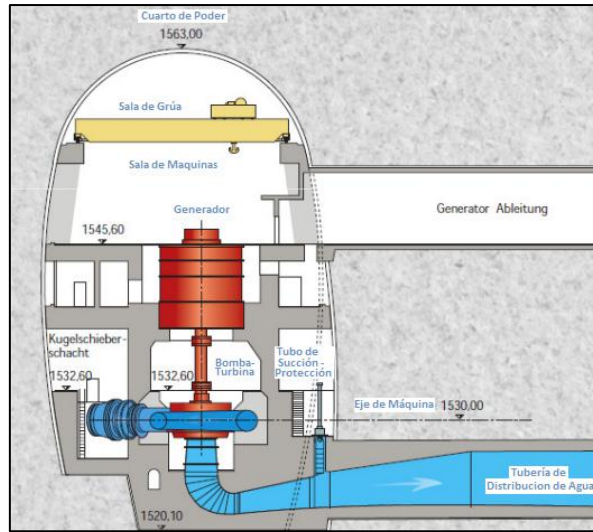 Cuarto de Poder
1563,00
Sala de Grúa
Sala de Maquinas
Generador
Generator Ableitung
1545,60
Kugelschieber-
schacht
Bomba-
Turbina
Tubo de
Succión -
Protección
1532,60
1532,60
Eje de Máquina
1530,00
Tubería de
Distribucion de Agua
1520,10